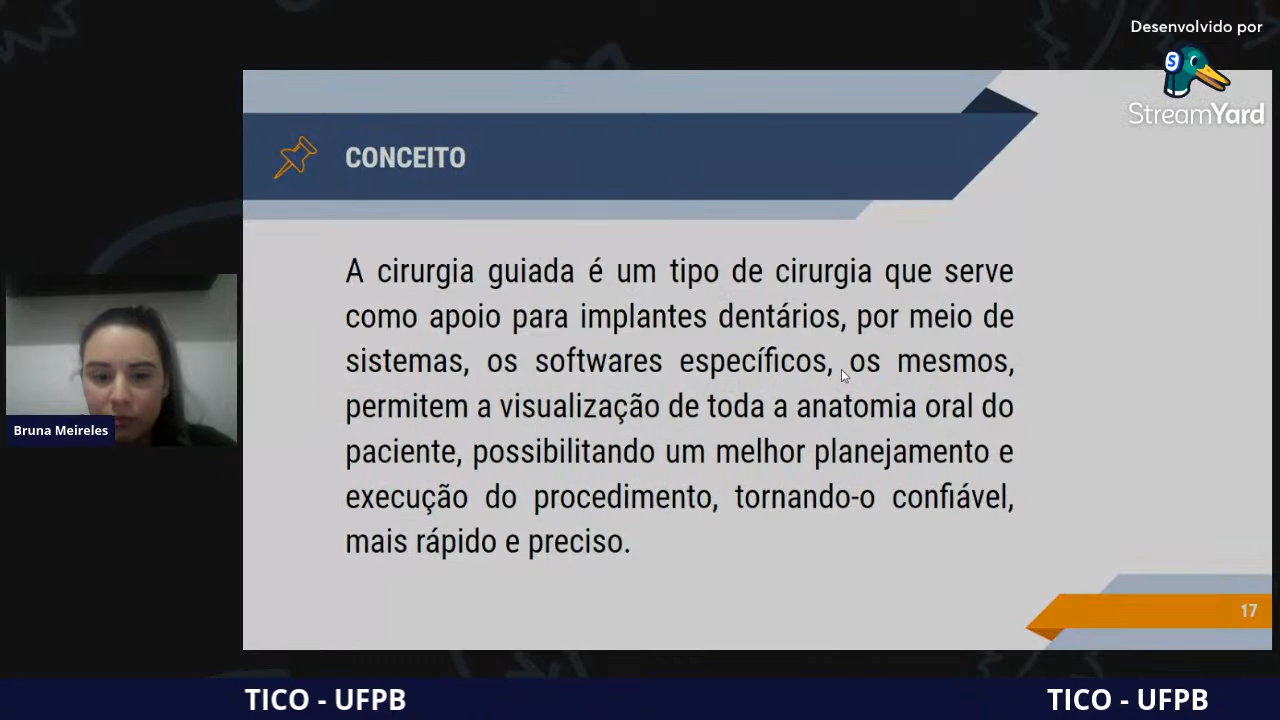 Desenvolvido por
StreamYard
CONCEITO
A cirurgia guiada é um tipo de cirurgia que serve
como apoio para implantes dentários, por meio de
sistemas, os softwares específicos, os mesmos,
permitem a visualização de toda a anatomia oral do
paciente, possibilitando um melhor planejamento e
execução do procedimento, tornando-o confiável,
mais rápido e preciso.
Bruna Meireles
17
TICO - UFPB
TICO - UFPB